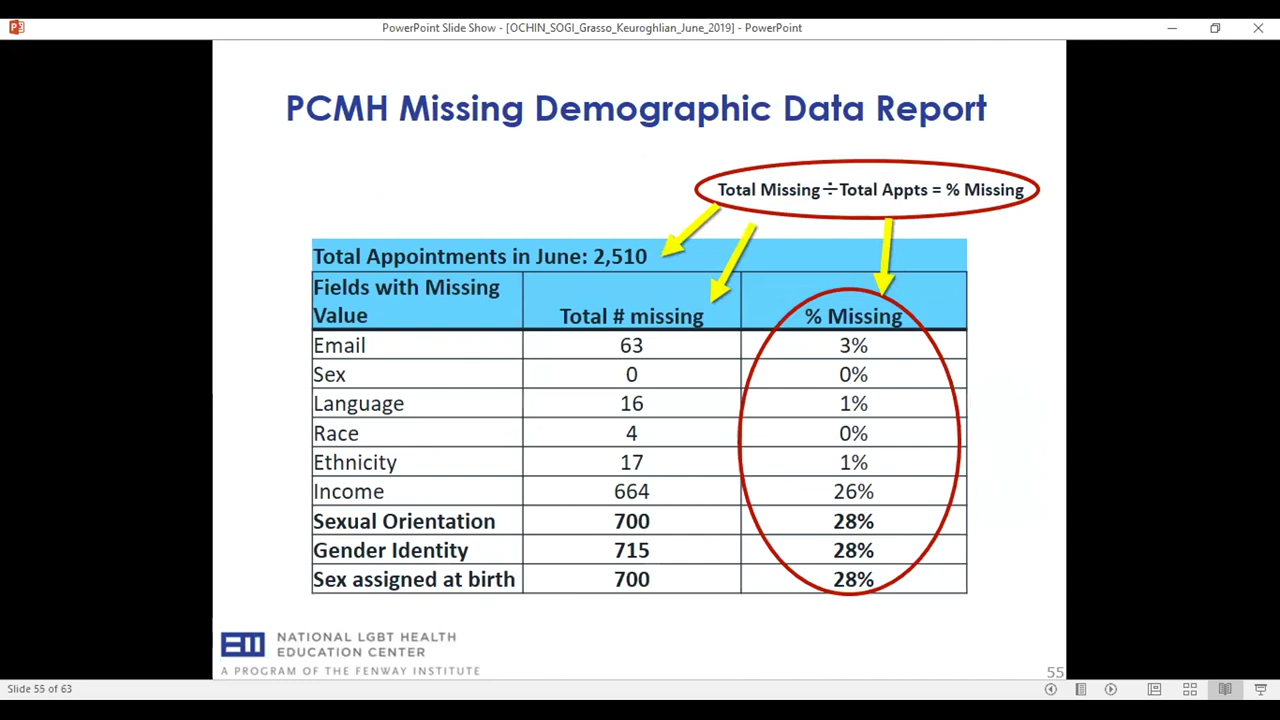 PowerPoint Slide Show - [OCHIN_SOGI_Grasso_Keuroghlian_June_2019] - PowerPoint
PCMH Missing Demographic Data Report
Total Missing÷Total Appts = % Missing
Total Appointments in June: 2,510
Fields with Missing Value Total # missing % Missing
Email 63 3%
Sex 0 0%
Language 16 1%
Race 4 0%
Ethnicity 17 1%
Income 664 26%
Sexual Orientation 700 28%
Gender Identity 715 28%
Sex assigned at birth 700 28%
NATIONAL LGBT HEALTH
EDUCATION CENTER
A PROGRAM OF THE FENWAY INSTITUTE
55
Slide 55 of 63